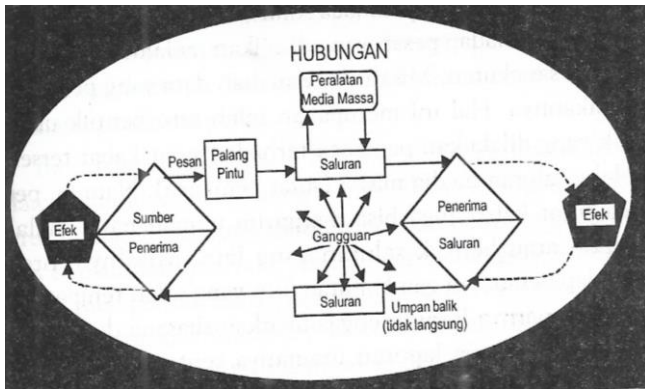 HUBUNGAN
Peralatan
Media Massa
Pesan
Palang
Pintu
Saluran
Efek
Sumber
Penerima
Gangguan
Penerima
Saluran
Efek
Saluran
Umpan balik
(tidak langsung)